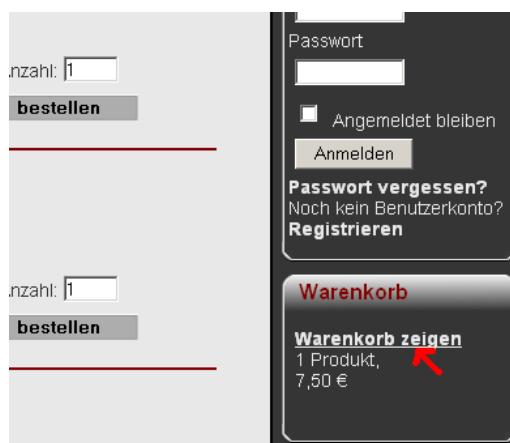 nzahl: 1
bestellen
nzahl: 1
bestellen
Passwort
Angemeldet bleiben
Anmelden
Passwort vergessen?
Noch kein Benutzerkonto?
Registrieren
Warenkorb
Warenkorb zeigen
1 Produkt,
7,50 €